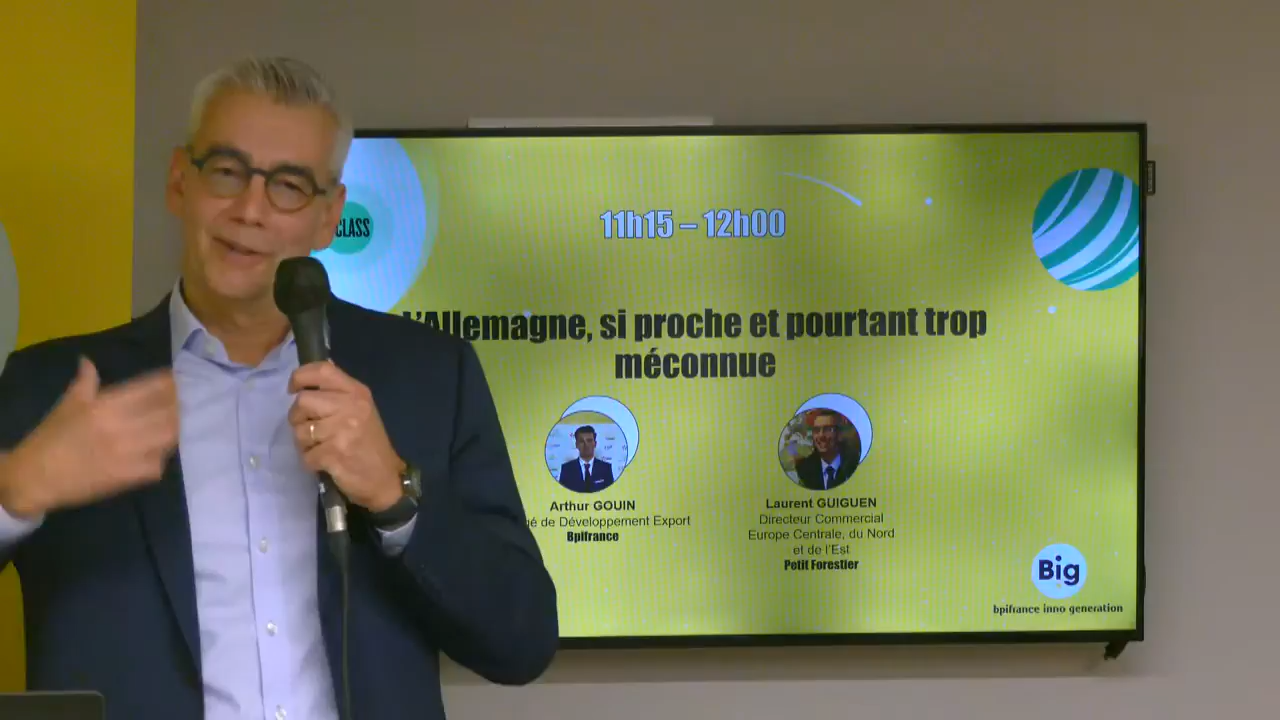 CLASS
11h15 – 12h00
L'Allemagne, si proche et pourtant trop
méconnue
Arthur GOUIN
gé de Développement Export
Bpifrance
Laurent GUIGUEN
Directeur Commercial
Europe Centrale, du Nord
et de l'Est
Petit Forestier
Big
bpifrance inno generation